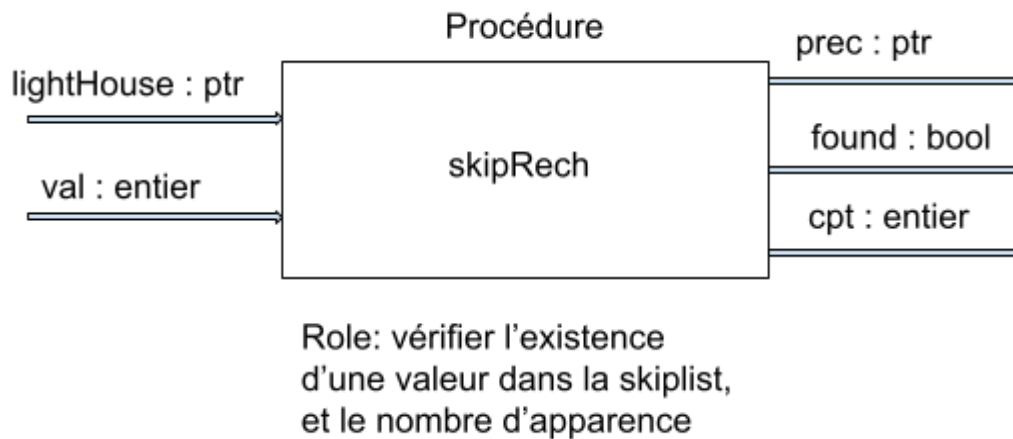 Procédure
lightHouse : ptr
val : entier
skipRech
prec : ptr
found : bool
cpt : entier
Role: vérifier l'existence
d'une valeur dans la skiplist,
et le nombre d'apparence